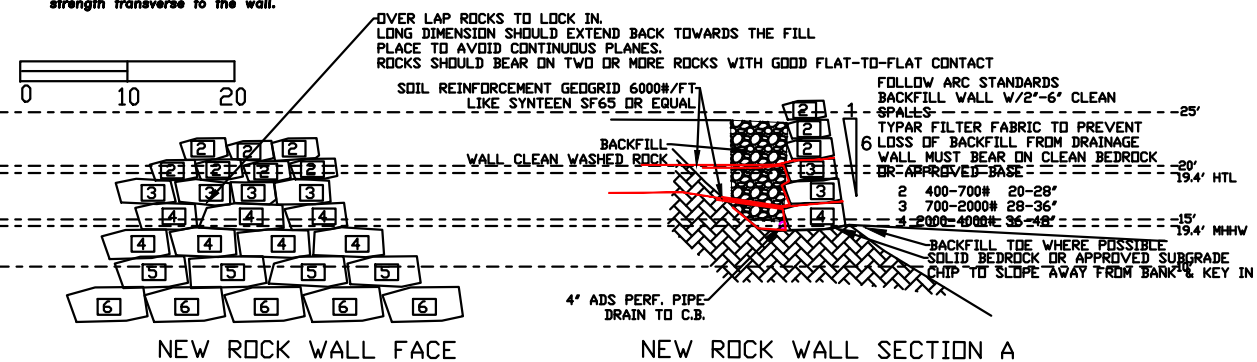 strength transverse to the wall.
OVER LAP ROCKS TO LOCK IN.
LONG DIMENSION SHOULD EXTEND BACK TOWARDS THE FILL
PLACE TO AVOID CONTINUOUS PLANES.
ROCKS SHOULD BEAR ON TWO OR MORE ROCKS WITH GOOD FLAT-TO-FLAT CONTACT
0 10 20
SOIL REINFORCEMENT GEOGRID 6000#/FT
LIKE SYNTEEN SF65 OR EQUAL
BACKFILL
WALL CLEAN WASHED ROCK
FOLLOW ARC STANDARDS
BACKFILL WALL W/2"-6" CLEAN
SPALLS
TYPAR FILTER FABRIC TO PREVENT
LOSS OF BACKFILL FROM DRAINAGE
WALL MUST BEAR ON CLEAN BEDROCK
OR APPROVED BASE
2 400-700# 20-28"
3 700-2000# 28-36"
4 2000-4000# 36-48"
1
6
25'
20'
19.4' HTL
15'
19.4' MHHW
10'
BACKFILL TOE WHERE POSSIBLE
SOLID BEDROCK OR APPROVED SUBGRADE
CHIP TO SLOPE AWAY FROM BANK & KEY IN
4" ADS PERF. PIPE
DRAIN TO C.B.
2 2 2
2 2 2 2
3 3 3
4 4 4
4 4 4 4
5 5 5 5
6 6 6 6 6
2
2
2
3
3
4
NEW ROCK WALL FACE
NEW ROCK WALL SECTION A